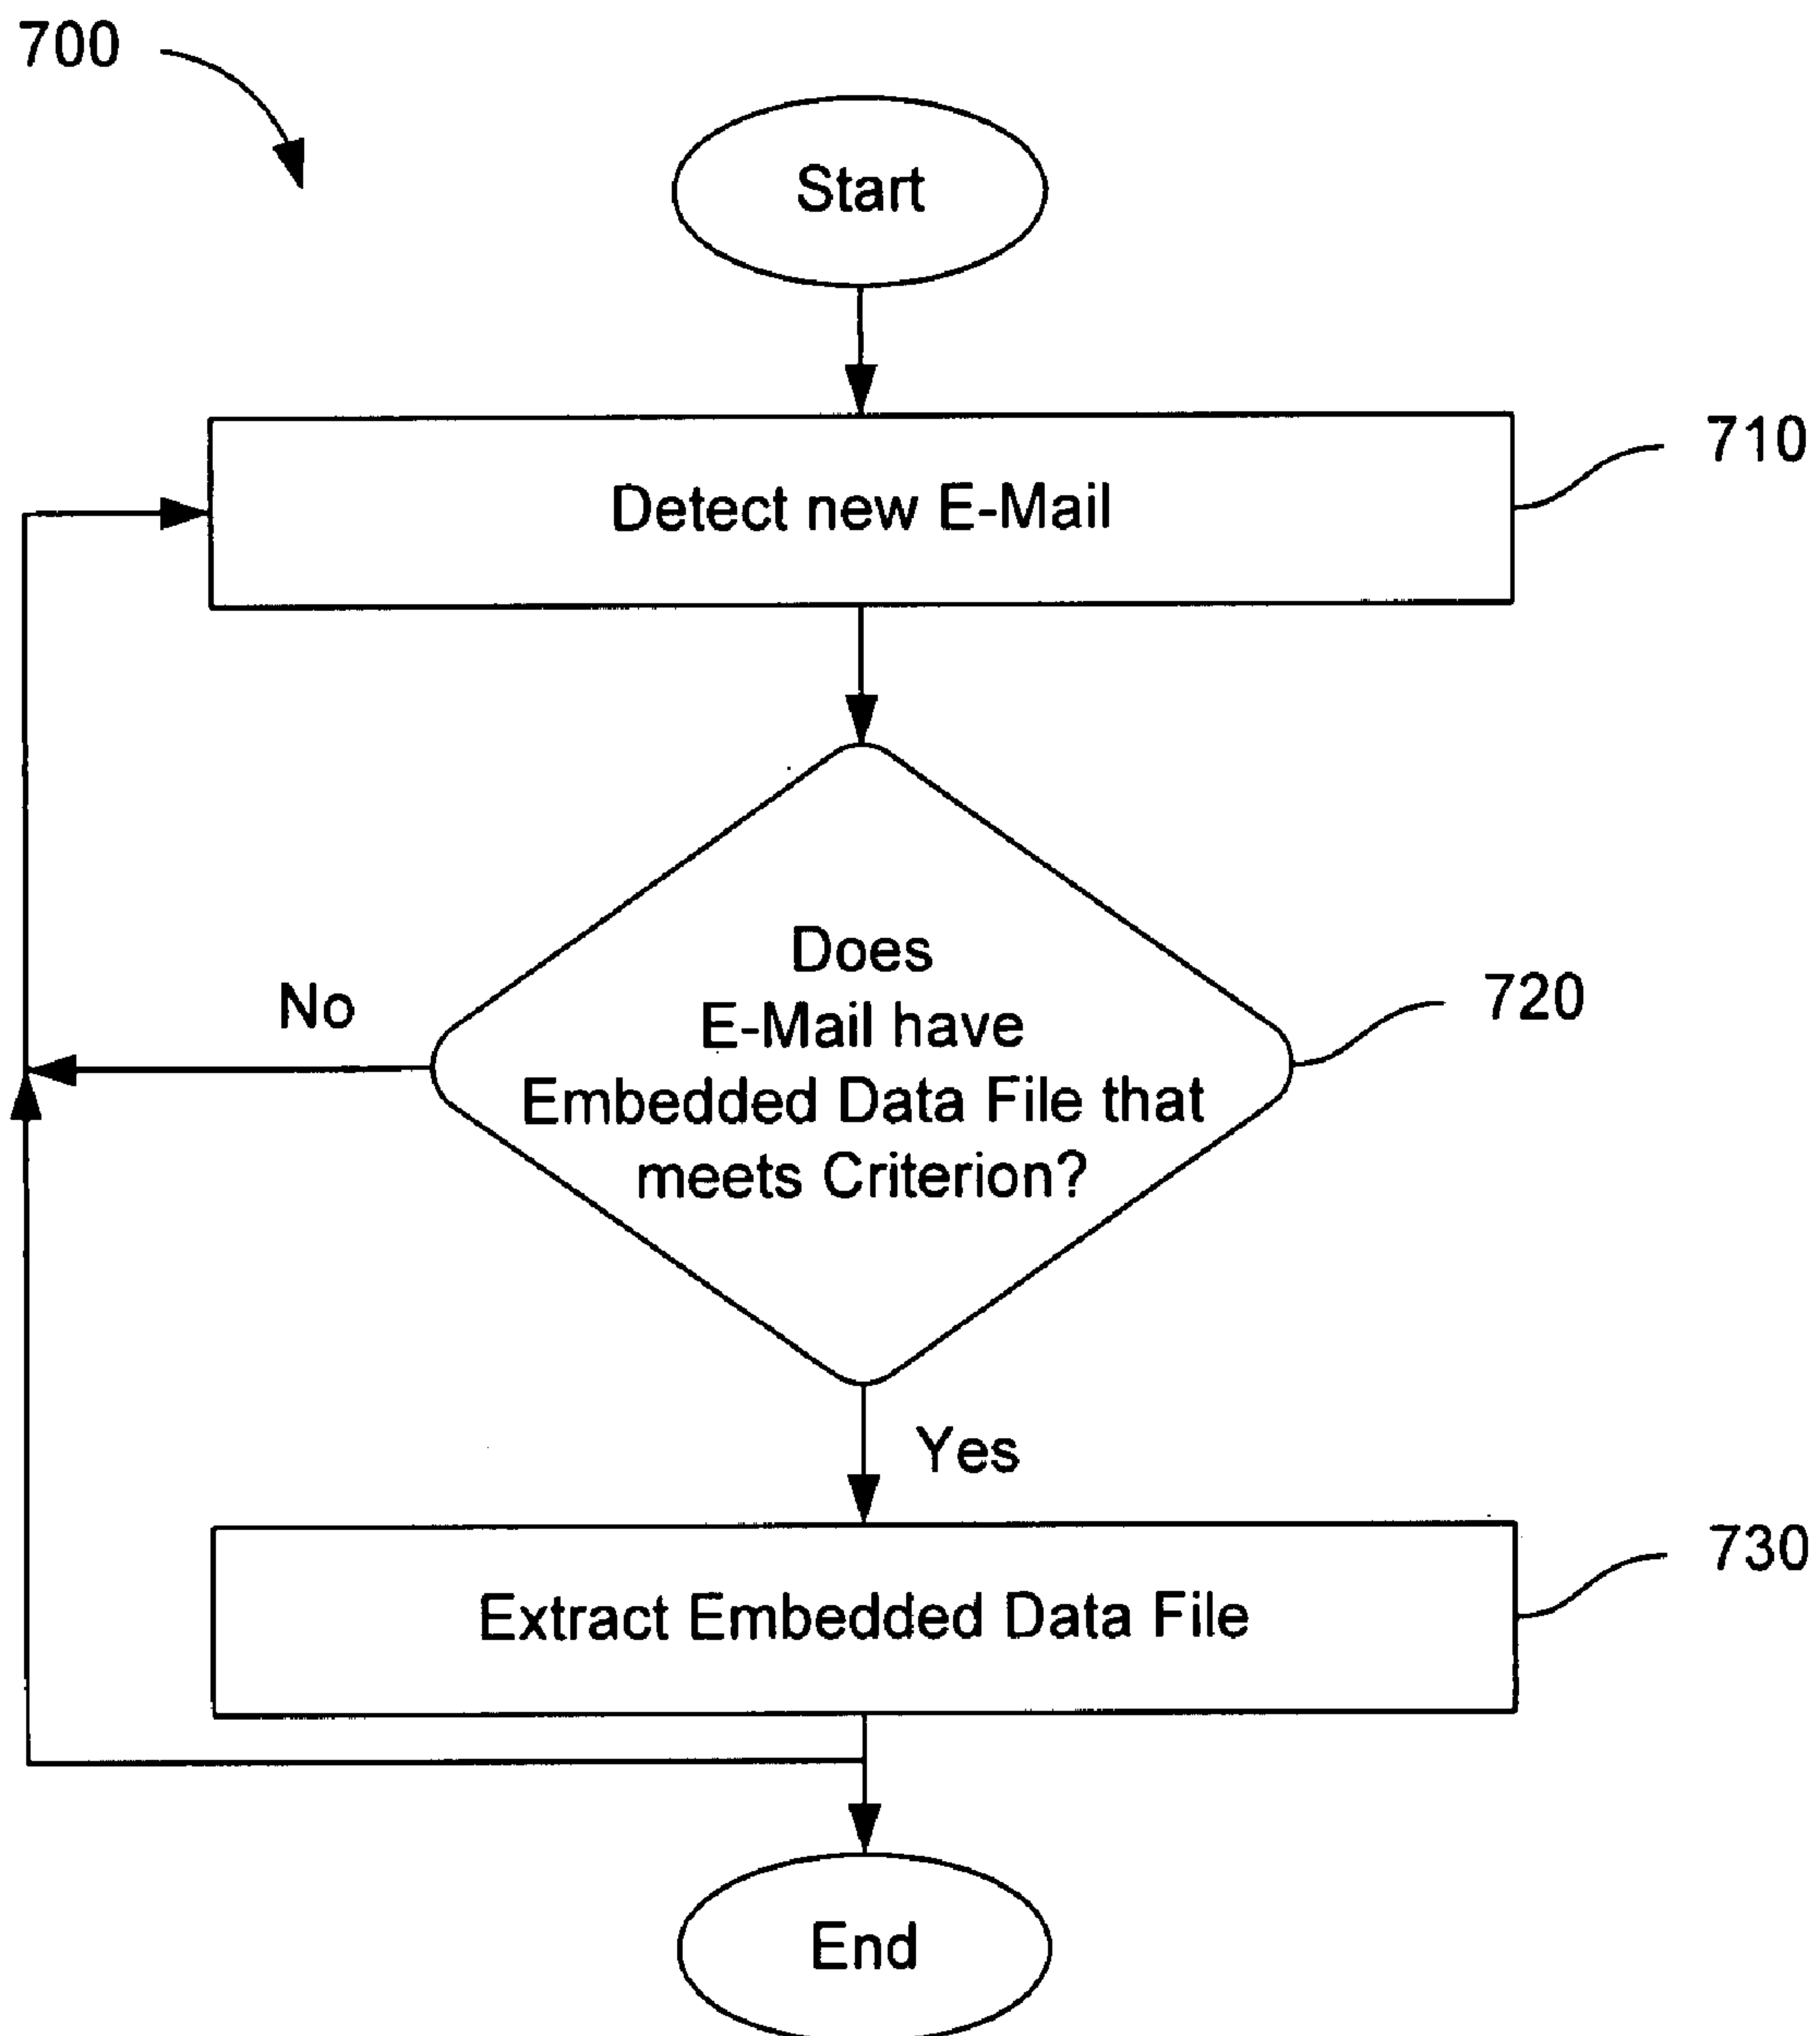 700
Start
710
Detect new E-Mail
No
720
Does
E-Mail have
Embedded Data File that
meets Criterion?
Yes
730
Extract Embedded Data File
End